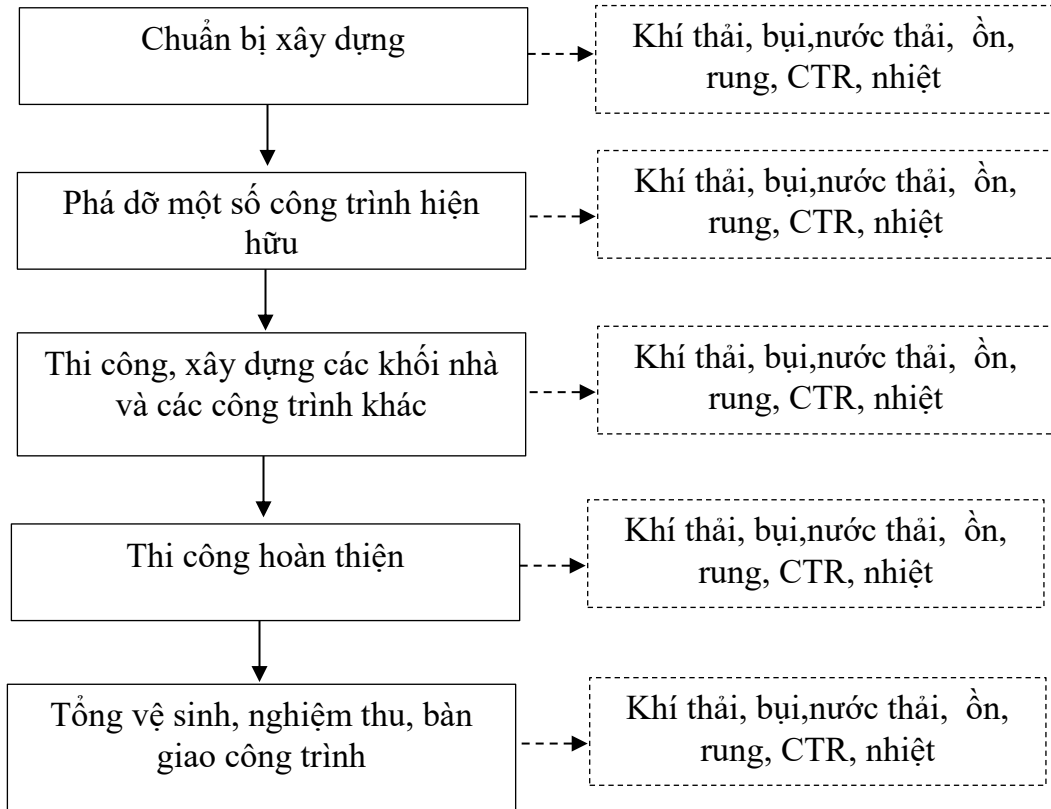 Chuẩn bị xây dựng
Khí thải, bụi,nước thải, ồn,
rung, CTR, nhiệt
Phá dỡ một số công trình hiện
hữu
Khí thải, bụi,nước thải, ồn,
rung, CTR, nhiệt
Thi công, xây dựng các khối nhà
và các công trình khác
Khí thải, bụi,nước thải, ồn,
rung, CTR, nhiệt
Thi công hoàn thiện
Khí thải, bụi,nước thải, ồn,
rung, CTR, nhiệt
Tổng vệ sinh, nghiệm thu, bàn
giao công trình
Khí thải, bụi,nước thải, ồn,
rung, CTR, nhiệt